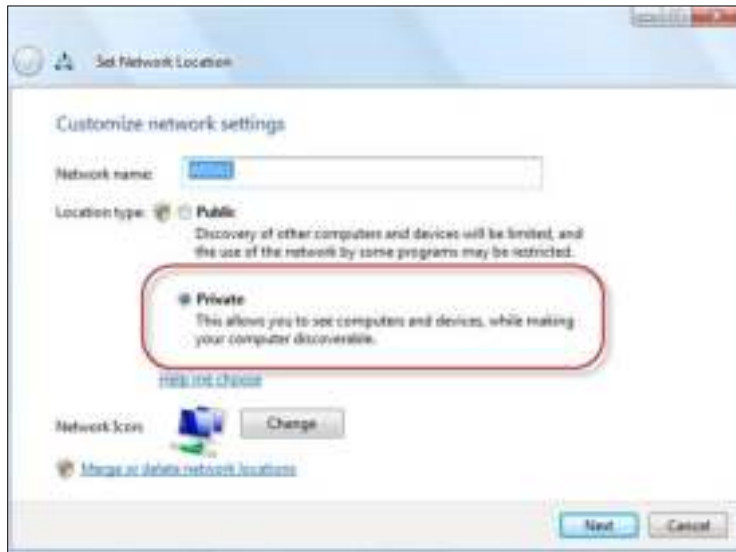 Set Network Location
Customize network settings
Network name:
Location type: Public
Discovery of other computers and devices will be limited, and
the use of the network by some programs may be restricted.
Private
This allows you to see computers and devices, while making
your computer discoverable.
Help me choose
Network Icon: Change
Merge or delete network locations
Next Cancel